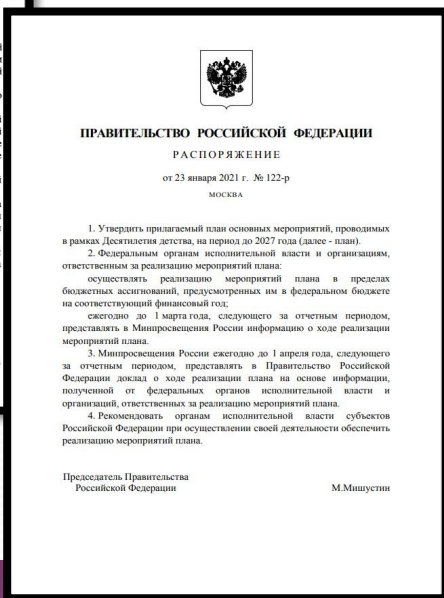 ПРАВИТЕЛЬСТВО РОССИЙСКОЙ ФЕДЕРАЦИИ
РАСПОРЯЖЕНИЕ
от 23 января 2021 г. № 122-р
МОСКВА
1. Утвердить прилагаемый план основных мероприятий, проводимых
в рамках Десятилетия детства, на период до 2027 года (далее - план).
2. Федеральным органам исполнительной власти и организациям,
ответственным за реализацию мероприятий плана:
осуществлять реализацию мероприятий плана в пределах
бюджетных ассигнований, предусмотренных им в федеральном бюджете
на соответствующий финансовый год;
ежегодно до 1 марта года, следующего за отчетным периодом,
представлять в Минпросвещения России информацию о ходе реализации
мероприятий плана.
3. Минпросвещения России ежегодно до 1 апреля года, следующего
за отчетным периодом, представлять в Правительство Российской
Федерации доклад о ходе реализации плана на основе информации,
полученной от федеральных органов исполнительной власти и
организаций, ответственных за реализацию мероприятий плана.
4. Рекомендовать органам исполнительной власти субъектов
Российской Федерации при осуществлении своей деятельности обеспечить
реализацию мероприятий плана.
Председатель Правительства
Российской Федерации М.Мишустин